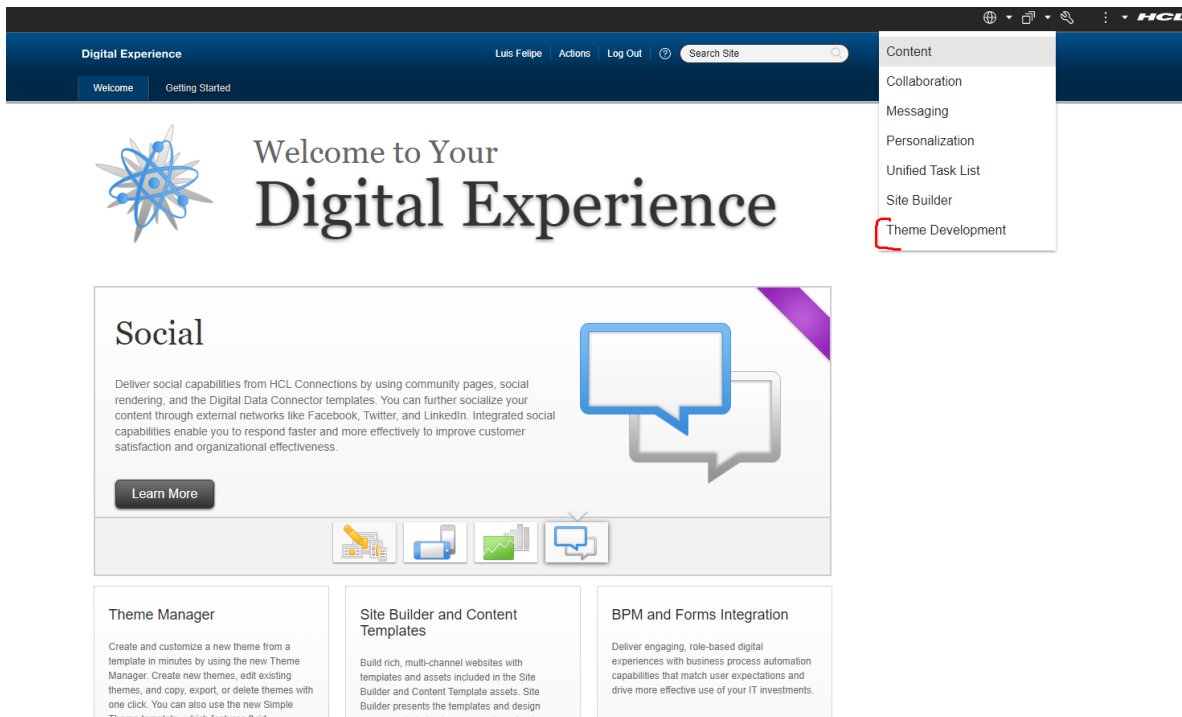 HCL
Digital Experience
Luis Felipe
Actions
Log Out
Search Site
Welcome
Getting Started
Content
Collaboration
Messaging
Personalization
Unified Task List
Site Builder
Theme Development
Welcome to Your
Digital Experience
Social
Deliver social capabilities from HCL Connections by using community pages, social
rendering, and the Digital Data Connector templates. You can further socialize your
content through external networks like Facebook, Twitter, and LinkedIn. Integrated social
capabilities enable you to respond faster and more effectively to improve customer
satisfaction and organizational effectiveness.
Learn More
Theme Manager
Create and customize a new theme from a
template in minutes by using the new Theme
Manager. Create new themes, edit existing
themes, and copy, export, or delete themes with
one click. You can also use the new Simple
Site Builder and Content
Templates
Build rich, multi-channel websites with
templates and assets included in the Site
Builder and Content Template assets. Site
Builder presents the templates and design
BPM and Forms Integration
Deliver engaging, role-based digital
experiences with business process automation
capabilities that match user expectations and
drive more effective use of your IT investments.